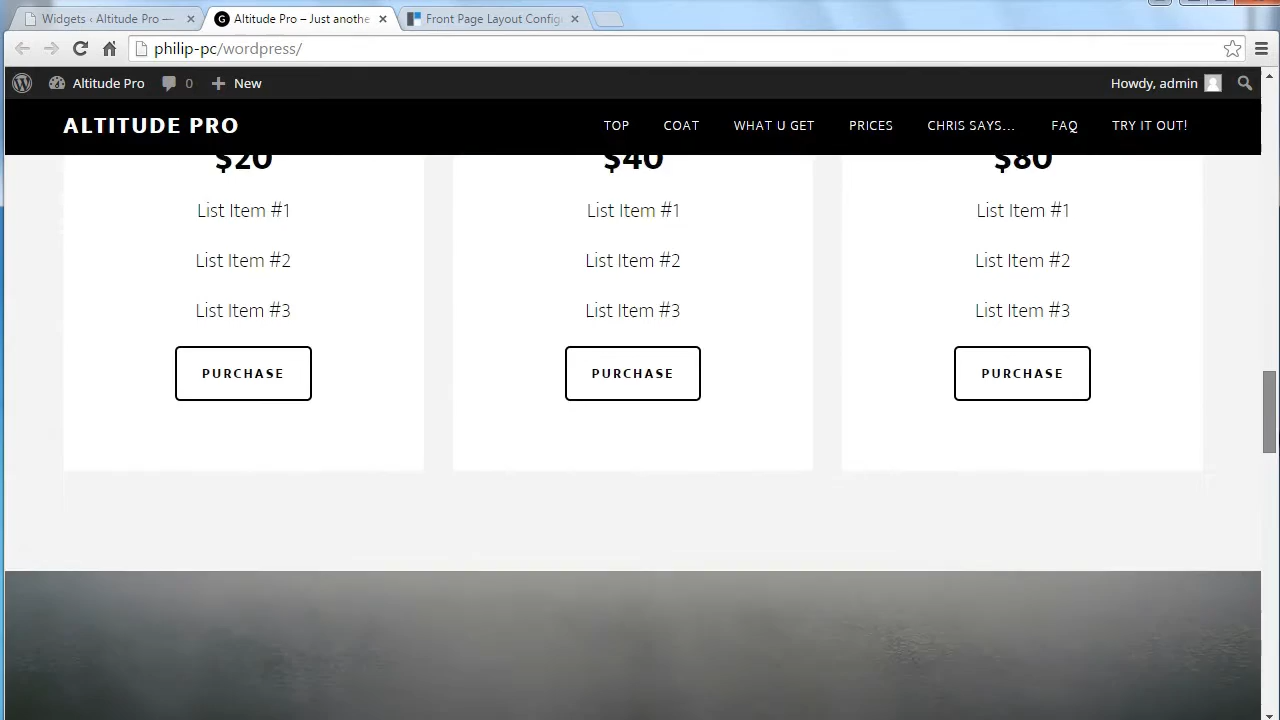 Widgets ‹ Altitude Pro —
Altitude Pro – Just anothe
Front Page Layout Config
philip-pc/wordpress/
Altitude Pro 0 New Howdy, admin
ALTITUDE PRO TOP COAT WHAT U GET PRICES CHRIS SAYS... FAQ TRY IT OUT!
$20 $40 $80
List Item #1 List Item #1 List Item #1
List Item #2 List Item #2 List Item #2
List Item #3 List Item #3 List Item #3
PURCHASE PURCHASE PURCHASE